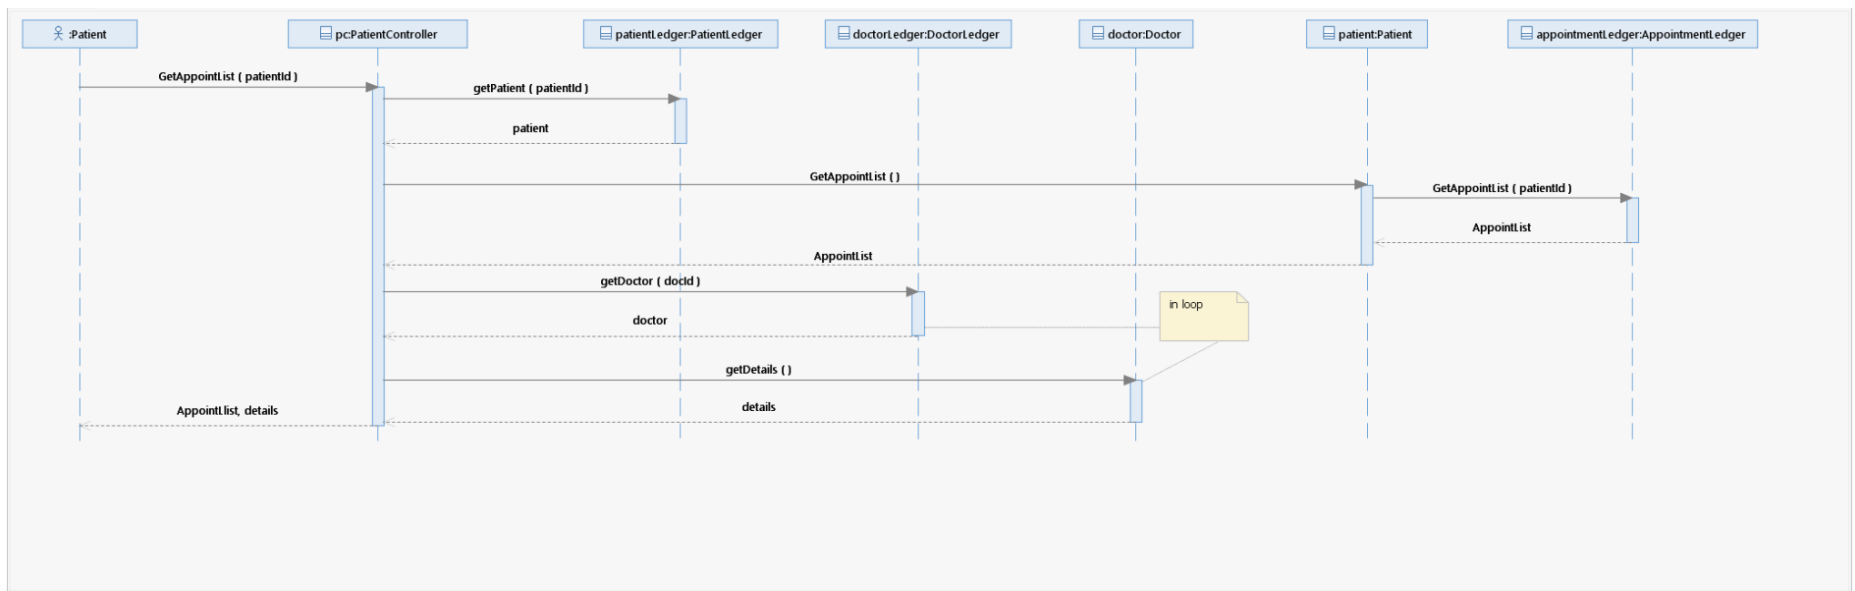 :Patient
pc:PatientController
patientLedger:PatientLedger
doctorLedger:DoctorLedger
doctor:Doctor
patient:Patient
appointmentLedger:AppointmentLedger
GetAppointList ( patientId )
getPatient ( patientId )
patient
GetAppointList ( )
GetAppointList ( patientId )
AppointList
AppointList
getDoctor ( docId )
in loop
doctor
getDetails ( )
details
AppointLlist, details